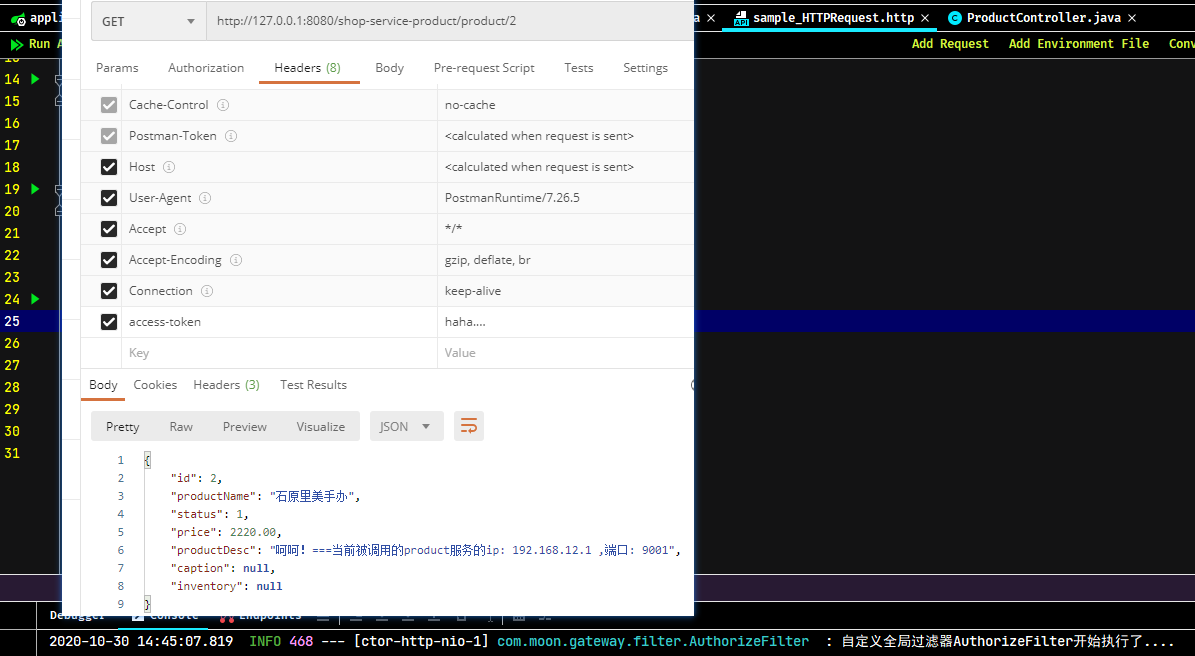 appli
GET http://127.0.0.1:8080/shop-service-product/product/2
a × sample_HTTPRequest.http × ProductController.java ×
Run A
Add Request Add Environment File Conv
Params Authorization Headers (8) Body Pre-request Script Tests Settings
14
15
16
17
18
19
20
21
22
23
24
25
26
27
28
29
30
31
Cache-Control no-cache
Postman-Token <calculated when request is sent>
Host <calculated when request is sent>
User-Agent PostmanRuntime/7.26.5
Accept */*
Accept-Encoding gzip, deflate, br
Connection keep-alive
access-token haha....
Key Value
Body Cookies Headers (3) Test Results
Pretty Raw Preview Visualize JSON
1 {
2 "id": 2,
3 "productName": "石原里美手办",
4 "status": 1,
5 "price": 2220.00,
6 "productDesc": "呵呵! ===当前被调用的product服务的ip: 192.168.12.1 ,端口: 9001",
7 "caption": null,
8 "inventory": null
9 }
Debugger Console Endpoints
2020-10-30 14:45:07.819 INFO 468 --- [ctor-http-nio-1] com.moon.gateway.filter.AuthorizeFilter : 自定义全局过滤器AuthorizeFilter开始执行了....